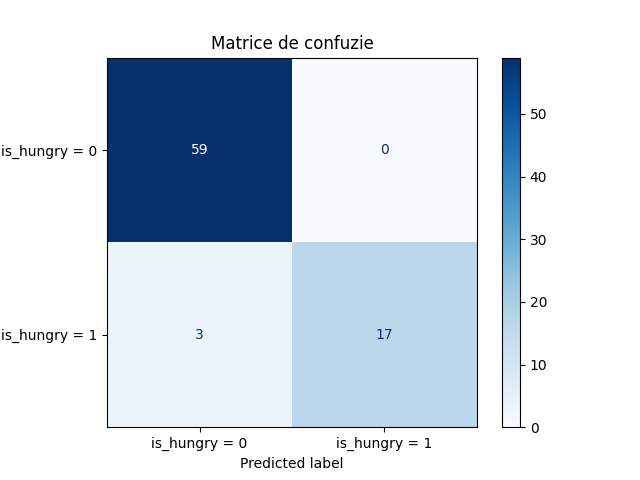 Matrice de confuzie
is_hungry = 0
59
0
is_hungry = 1
3
17
is_hungry = 0
is_hungry = 1
Predicted label
50
40
30
20
10
0